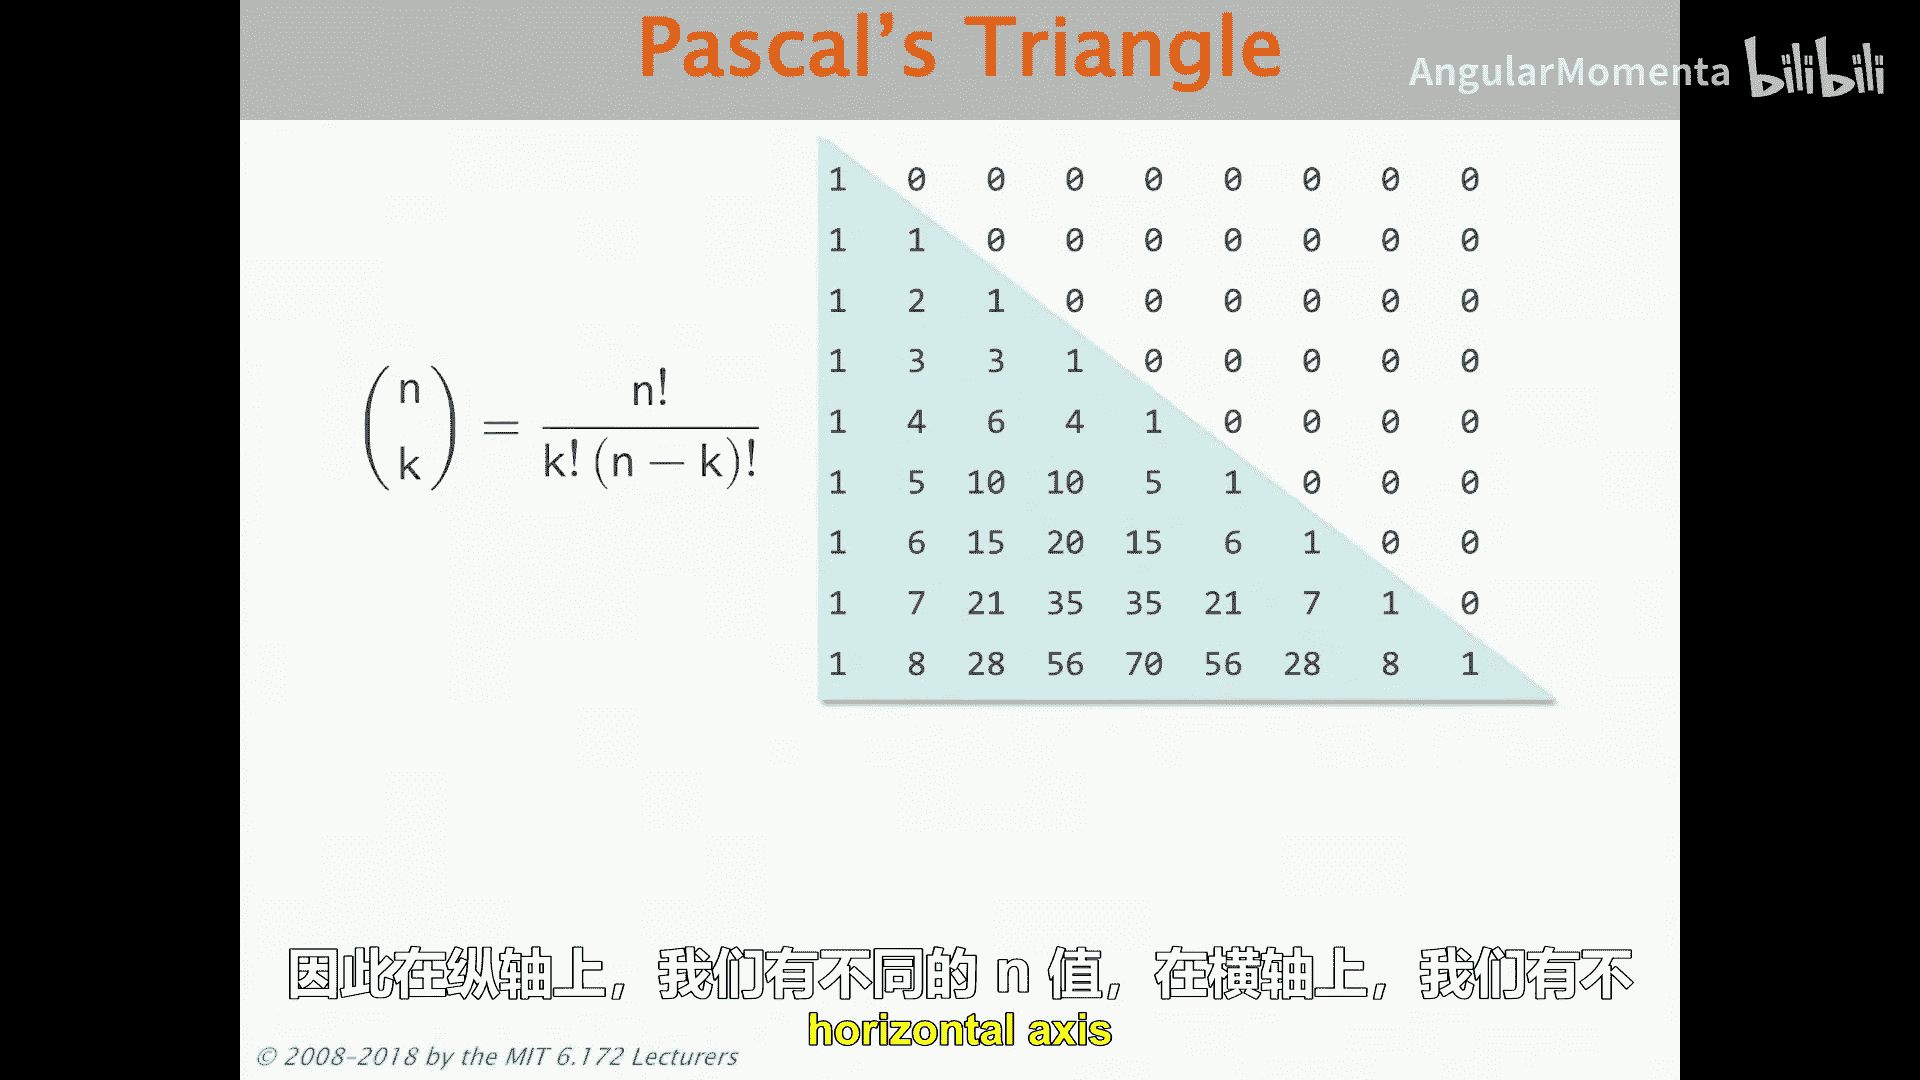 Pascal's Triangle
AngularMomenta bilibili
1 0 0 0 0 0 0 0 0
1 1 0 0 0 0 0 0 0
1 2 1 0 0 0 0 0 0
1 3 3 1 0 0 0 0 0
1 4 6 4 1 0 0 0 0
1 5 10 10 5 1 0 0 0
1 6 15 20 15 6 1 0 0
1 7 21 35 35 21 7 1 0
1 8 28 56 70 56 28 8 1
(n k) = n! / k! (n − k)!
因此在纵轴上，我们有不同的 n 值，在横轴上，我们有不
horizontal axis
© 2008–2018 by the MIT 6.172 Lecturers